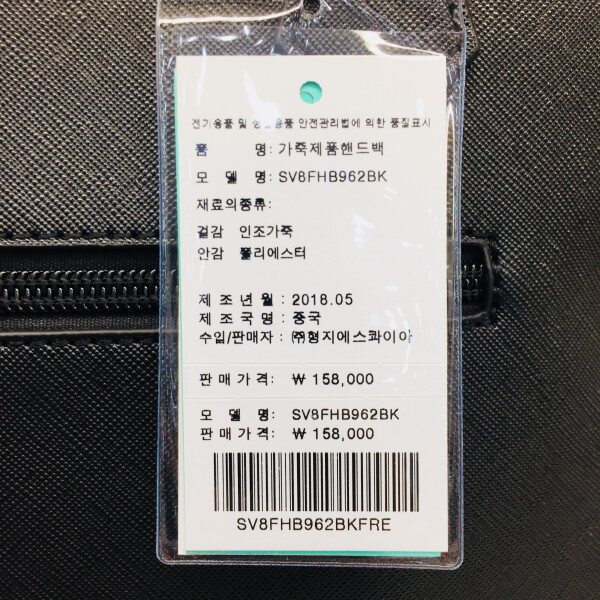 전기용품 및 생활용품 안전관리법에 의한 품질표시
품 명: 가죽제품핸드백
모 델 명: SV8FHB962BK
재료의종류:
겉감 인조가죽
안감 폴리에스터
제 조 년 월 : 2018.05
제 조 국 명 : 중국
수입/판매자 : ㈜형지에스콰이아
판 매 가 격: ₩ 158,000
모 델 명: SV8FHB962BK
판 매 가 격: ₩ 158,000
SV8FHB962BKFRE